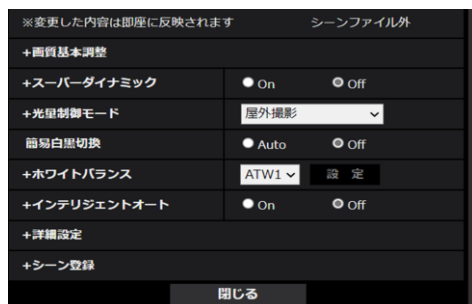 ※変更した内容は即座に反映されます シーンファイル外
+画質基本調整
+スーパーダイナミック On Off
+光量制御モード 屋外撮影
簡易白黒切換 Auto Off
+ホワイトバランス ATW1 設 定
+インテリジェントオート On Off
+詳細設定
+シーン登録
閉じる